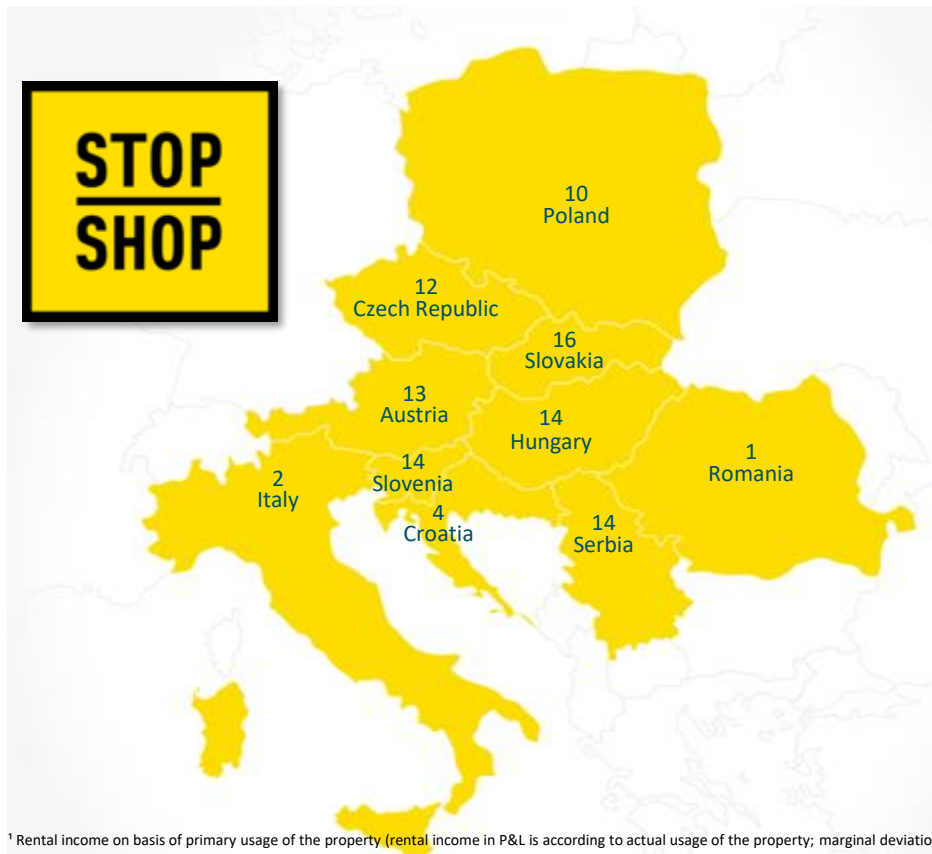 STOP
SHOP
10
Poland
12
Czech Republic
16
Slovakia
13
Austria
14
Hungary
1
Romania
14
Slovenia
2
Italy
4
Croatia
14
Serbia
¹ Rental income on basis of primary usage of the property (rental income in P&L is according to actual usage of the property; marginal deviatio